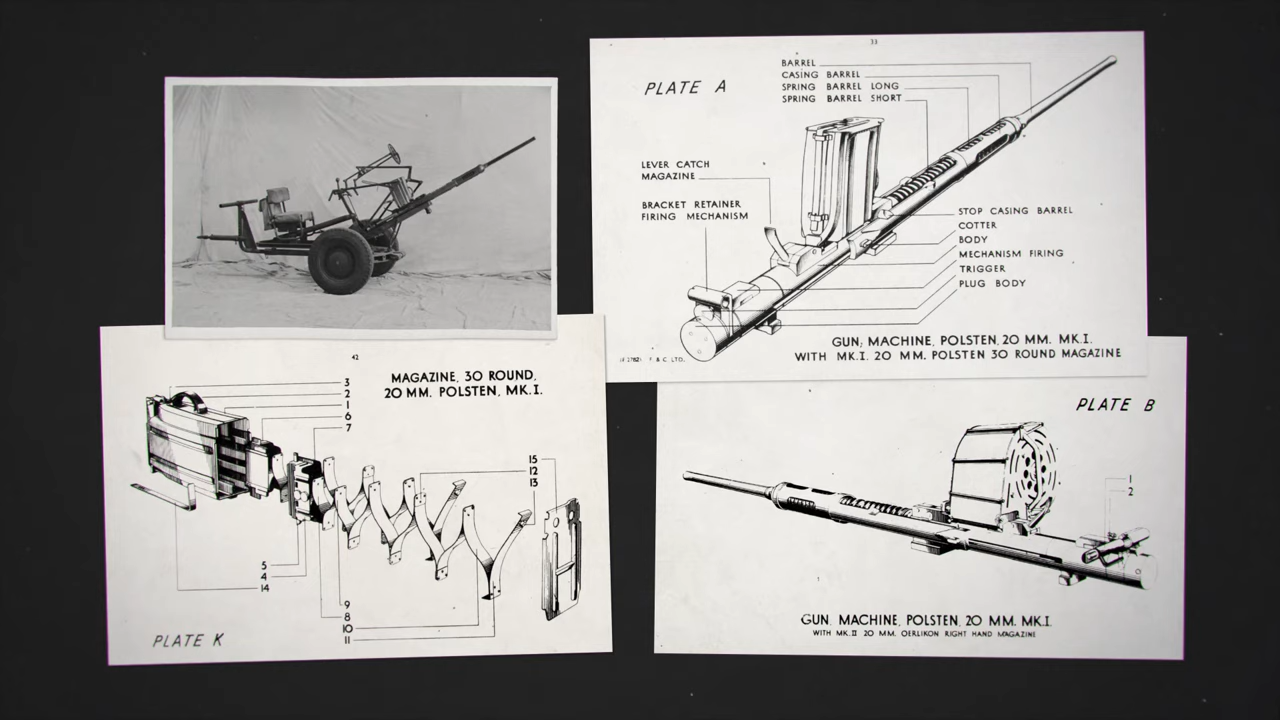 33
PLATE A
BARREL
CASING BARREL
SPRING BARREL LONG
SPRING BARREL SHORT
LEVER CATCH
MAGAZINE
BRACKET RETAINER
FIRING MECHANISM
STOP CASING BARREL
COTTER
BODY
MECHANISM FIRING
TRIGGER
PLUG BODY
GUN, MACHINE, POLSTEN, 20 MM. MK.I.
WITH MK.I. 20 MM. POLSTEN 30 ROUND MAGAZINE
& C. LTD.
42
MAGAZINE, 30 ROUND,
20 MM. POLSTEN, MK.I.
3
2
1
6
7
15
12
13
5
4
14
9
8
10
11
PLATE K
PLATE B
1
2
GUN, MACHINE, POLSTEN, 20 MM. MK.I.
WITH MK.II 20 MM. OERLIKON RIGHT HAND MAGAZINE